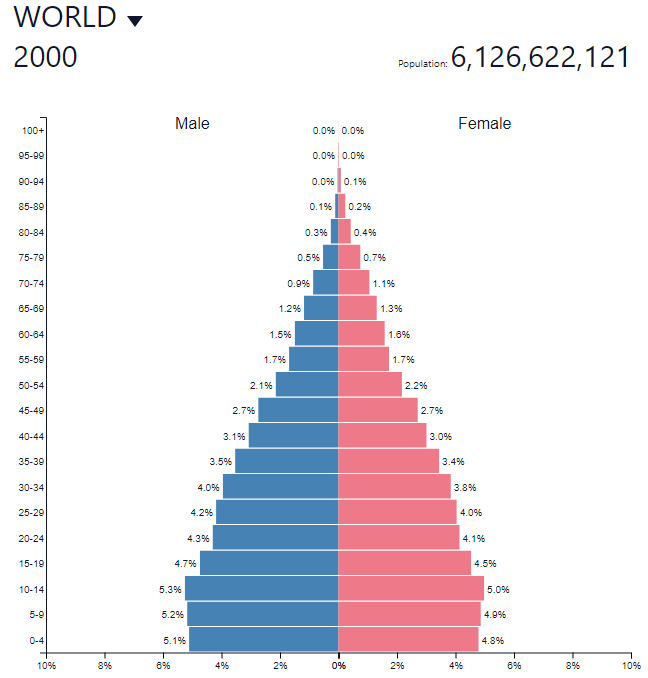 WORLD
2000
Population: 6,126,622,121
Male Female
100+ 0.0% 0.0%
95-99 0.0% 0.0%
90-94 0.0% 0.1%
85-89 0.1% 0.2%
80-84 0.3% 0.4%
75-79 0.5% 0.7%
70-74 0.9% 1.1%
65-69 1.2% 1.3%
60-64 1.5% 1.6%
55-59 1.7% 1.7%
50-54 2.1% 2.2%
45-49 2.7% 2.7%
40-44 3.1% 3.0%
35-39 3.5% 3.4%
30-34 4.0% 3.8%
25-29 4.2% 4.0%
20-24 4.3% 4.1%
15-19 4.7% 4.5%
10-14 5.3% 5.0%
5-9 5.2% 4.9%
0-4 5.1% 4.8%
10% 8% 6% 4% 2% 0% 2% 4% 6% 8% 10%